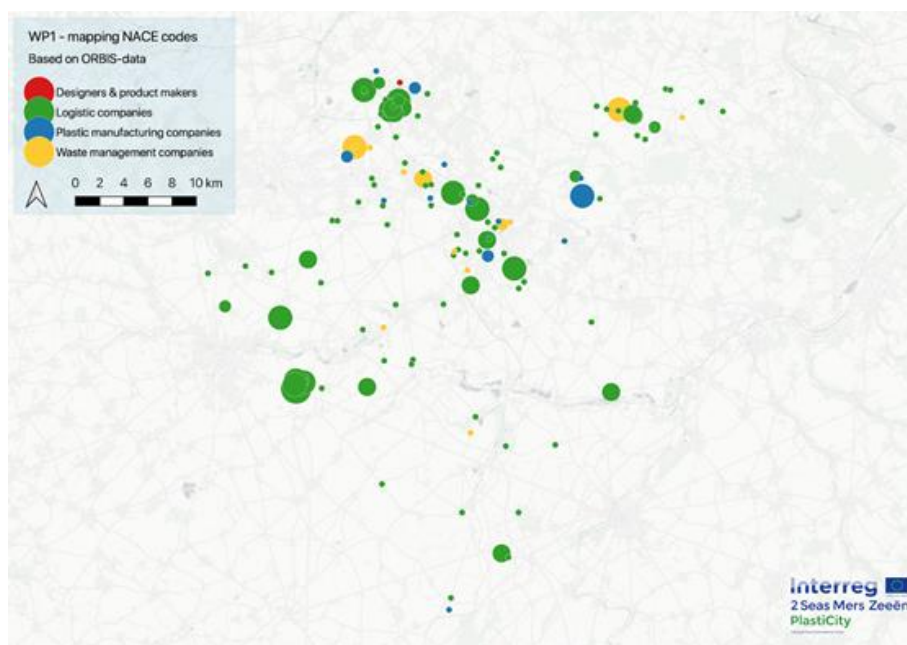 WP1 - mapping NACE codes
Based on ORBIS-data
Designers & product makers
Logistic companies
Plastic manufacturing companies
Waste management companies
0 2 4 6 8 10 km
Interreg
2 Seas Mers Zeeën
PlastiCity